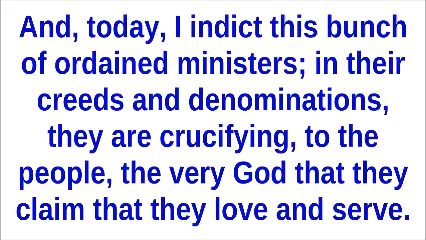 And, today, I indict this bunch
of ordained ministers; in their
creeds and denominations,
they are crucifying, to the
people, the very God that they
claim that they love and serve.